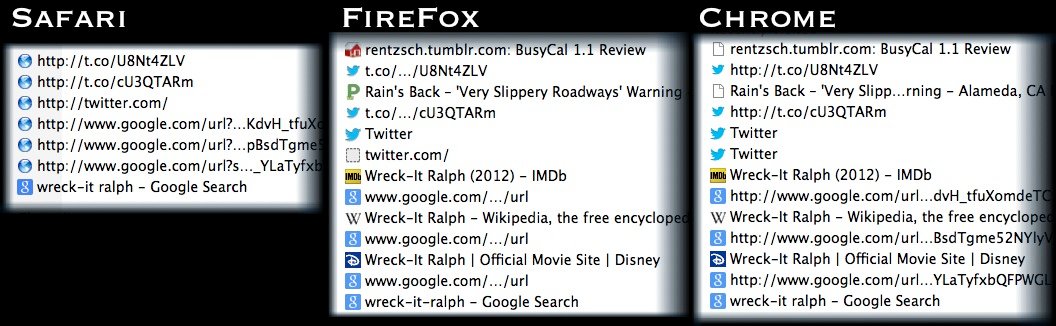 SAFARI
http://t.co/U8Nt4ZLV
http://t.co/cU3QTARm
http://twitter.com/
http://www.google.com/url?...KdvH_tfuXo
http://www.google.com/url?...pBsdTgme5
http://www.google.com/url?s..._YLaTyfxb
wreck-it ralph - Google Search
FIREFOX
rentzsch.tumblr.com: BusyCal 1.1 Review
t.co/.../U8Nt4ZLV
Rain's Back - 'Very Slippery Roadways' Warning
t.co/.../cU3QTARm
Twitter
twitter.com/
IMDb Wreck-It Ralph (2012) - IMDb
www.google.com/.../url
W Wreck-It Ralph - Wikipedia, the free encycloped
www.google.com/.../url
Wreck-It Ralph | Official Movie Site | Disney
www.google.com/.../url
wreck-it-ralph - Google Search
CHROME
rentzsch.tumblr.com: BusyCal 1.1 Review
http://t.co/U8Nt4ZLV
Rain's Back - 'Very Slipp...rning - Alameda, CA
http://t.co/cU3QTARm
Twitter
Twitter
IMDb Wreck-It Ralph (2012) - IMDb
http://www.google.com/url...dvH_tfuXomdeTC
W Wreck-It Ralph - Wikipedia, the free encycloped
http://www.google.com/url...BsdTgme52NYlyV
Wreck-It Ralph | Official Movie Site | Disney
http://www.google.com/url...YLaTyfxbQFPWGL
wreck-it ralph - Google Search